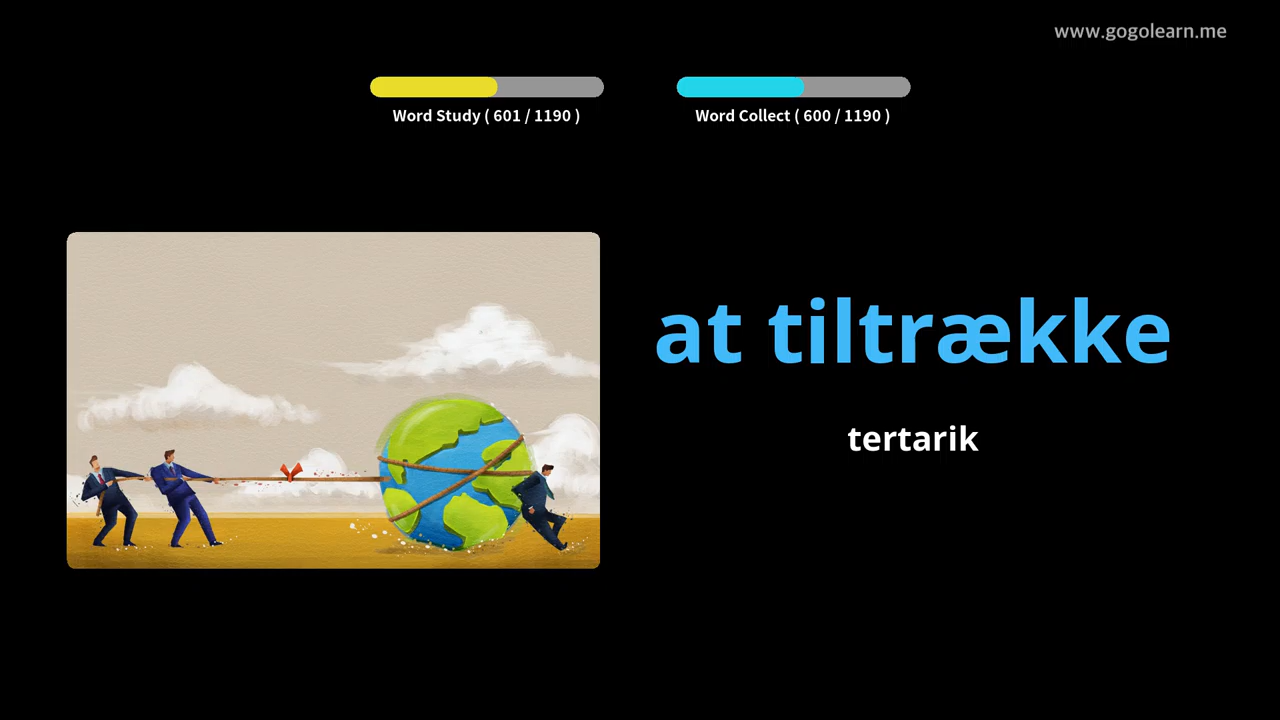 www.gogolearn.me
Word Study ( 601 / 1190 )
Word Collect ( 600 / 1190 )
at tiltrække
tertarik